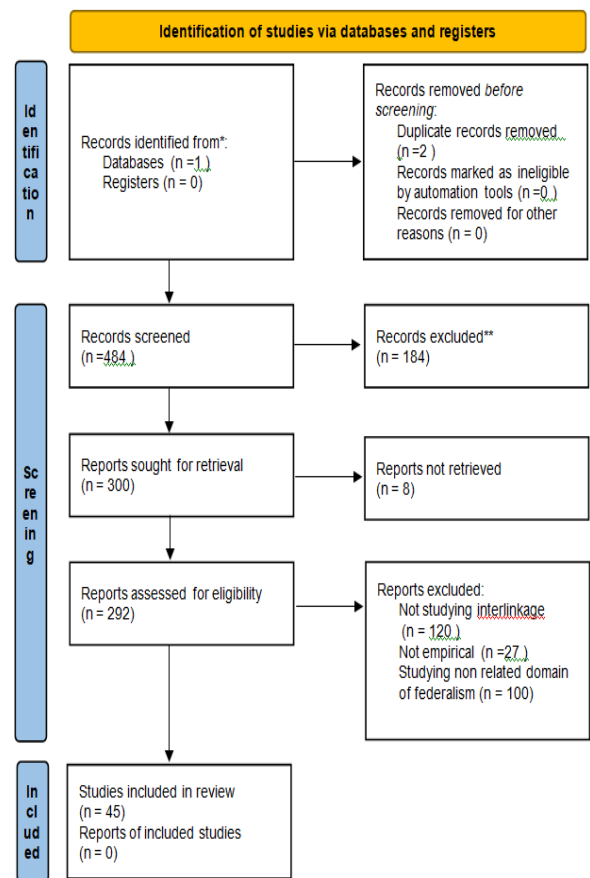 Identification of studies via databases and registers
Id
en
tifi
ca
tio
n
Records identified from*:
Databases (n =1 )
Registers (n = 0)
Records removed before
screening:
Duplicate records removed
(n =2 )
Records marked as ineligible
by automation tools (n =0 )
Records removed for other
reasons (n = 0)
Sc
re
en
in
g
Records screened
(n =484 )
Records excluded**
(n = 184)
Reports sought for retrieval
(n = 300)
Reports not retrieved
(n = 8)
Reports assessed for eligibility
(n = 292)
Reports excluded:
Not studying interlinkage
(n = 120 )
Not empirical (n =27 )
Studying non related domain
of federalism (n = 100)
In
cl
ud
ed
Studies included in review
(n = 45)
Reports of included studies
(n = 0)